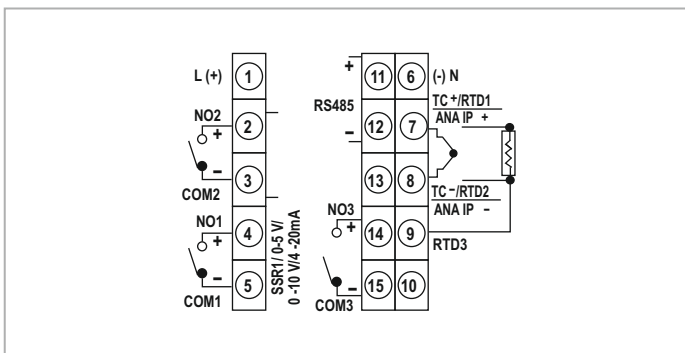 L (+)
1
NO2
+
2
−
3
COM2
NO1
+
4
−
5
COM1
SSR1/ 0-5 V/
0 -10 V/4 -20mA
+
11
6
(-) N
RS485
TC +/RTD1
ANA IP +
−
12
7
13
8
TC −/RTD2
ANA IP −
NO3
+
14
9
RTD3
−
15
10
COM3